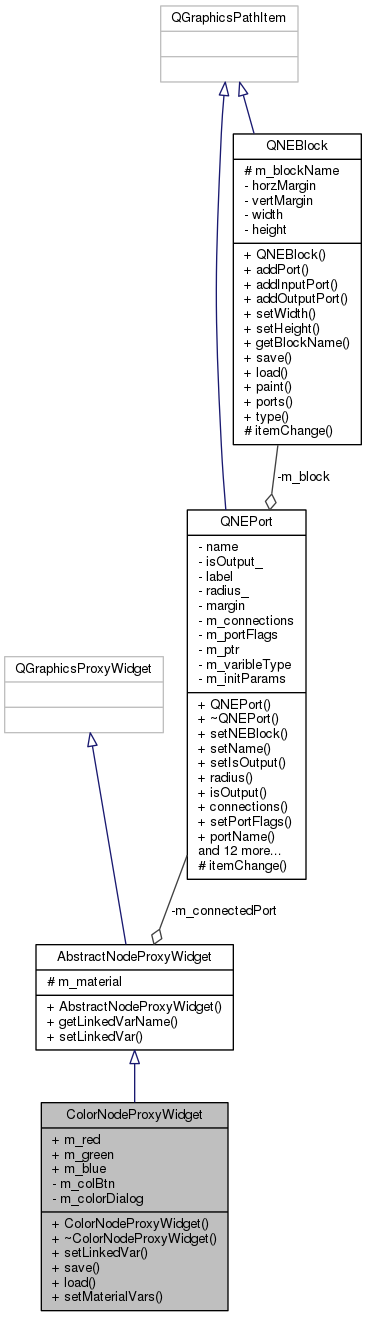 QGraphicsPathItem
QNEBlock
# m_blockName
- horzMargin
- vertMargin
- width
- height
+ QNEBlock()
+ addPort()
+ addInputPort()
+ addOutputPort()
+ setWidth()
+ setHeight()
+ getBlockName()
+ save()
+ load()
+ paint()
+ ports()
+ type()
# itemChange()
-m_block
QNEPort
- name
- isOutput_
- label
- radius_
- margin
- m_connections
- m_portFlags
- m_ptr
- m_varibleType
- m_initParams
+ QNEPort()
+ ~QNEPort()
+ setNEBlock()
+ setName()
+ setIsOutput()
+ radius()
+ isOutput()
+ connections()
+ setPortFlags()
+ portName()
and 12 more...
# itemChange()
QGraphicsProxyWidget
-m_connectedPort
AbstractNodeProxyWidget
# m_material
+ AbstractNodeProxyWidget()
+ getLinkedVarName()
+ setLinkedVar()
ColorNodeProxyWidget
+ m_red
+ m_green
+ m_blue
- m_colBtn
- m_colorDialog
+ ColorNodeProxyWidget()
+ ~ColorNodeProxyWidget()
+ setLinkedVar()
+ save()
+ load()
+ setMaterialVars()